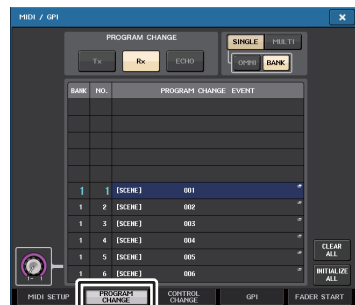 MIDI / GPI
PROGRAM CHANGE
Tx Rx ECHO
SINGLE MULTI
OMNI BANK
BANK NO. PROGRAM CHANGE EVENT
1 1 [SCENE] 001
1 2 [SCENE] 002
1 3 [SCENE] 003
1 4 [SCENE] 004
1 5 [SCENE] 005
1 6 [SCENE] 006
CLEAR
ALL
INITIALIZE
ALL
1- 1
MIDI SETUP PROGRAM CHANGE CONTROL CHANGE GPI FADER START